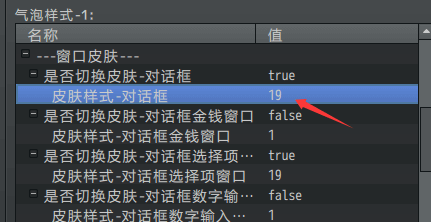 气泡样式-1:
名称 值
---窗口皮肤---
是否切换皮肤-对话框 true
皮肤样式-对话框 19
是否切换皮肤-对话框金钱窗口 false
皮肤样式-对话框金钱窗口 1
是否切换皮肤-对话框选择项… true
皮肤样式-对话框选择项窗口 19
是否切换皮肤-对话框数字输… false
皮肤样式-对话框数字输入… 1